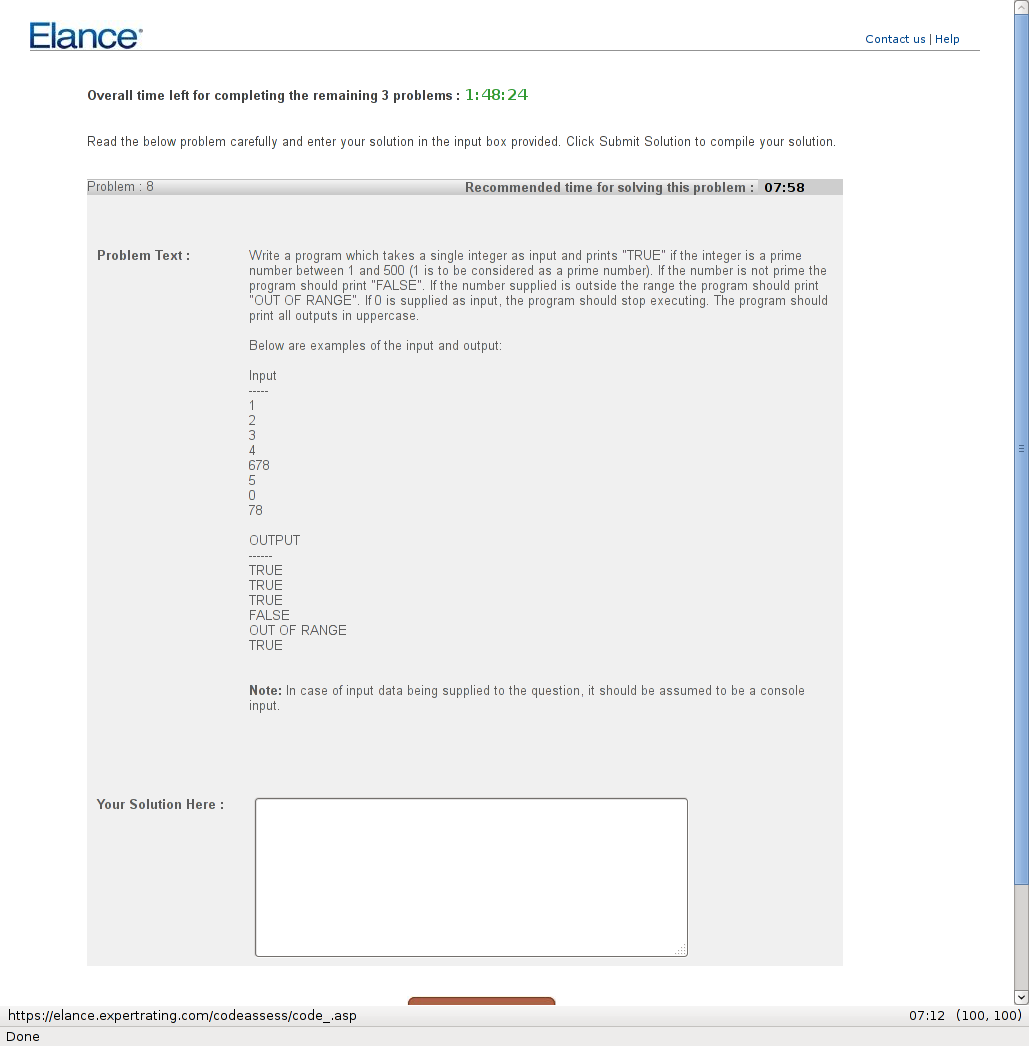 Elance
Contact us | Help
Overall time left for completing the remaining 3 problems : 1:48:24
Read the below problem carefully and enter your solution in the input box provided. Click Submit Solution to compile your solution.
Problem : 8 Recommended time for solving this problem : 07:58
Problem Text : Write a program which takes a single integer as input and prints "TRUE" if the integer is a prime
number between 1 and 500 (1 is to be considered as a prime number). If the number is not prime the
program should print "FALSE". If the number supplied is outside the range the program should print
"OUT OF RANGE". If 0 is supplied as input, the program should stop executing. The program should
print all outputs in uppercase.
Below are examples of the input and output:
Input
-----
1
2
3
4
678
5
0
78
OUTPUT
------
TRUE
TRUE
TRUE
FALSE
OUT OF RANGE
TRUE
Note: In case of input data being supplied to the question, it should be assumed to be a console
input.
Your Solution Here :
https://elance.expertrating.com/codeassess/code_.asp 07:12 (100, 100)
Done